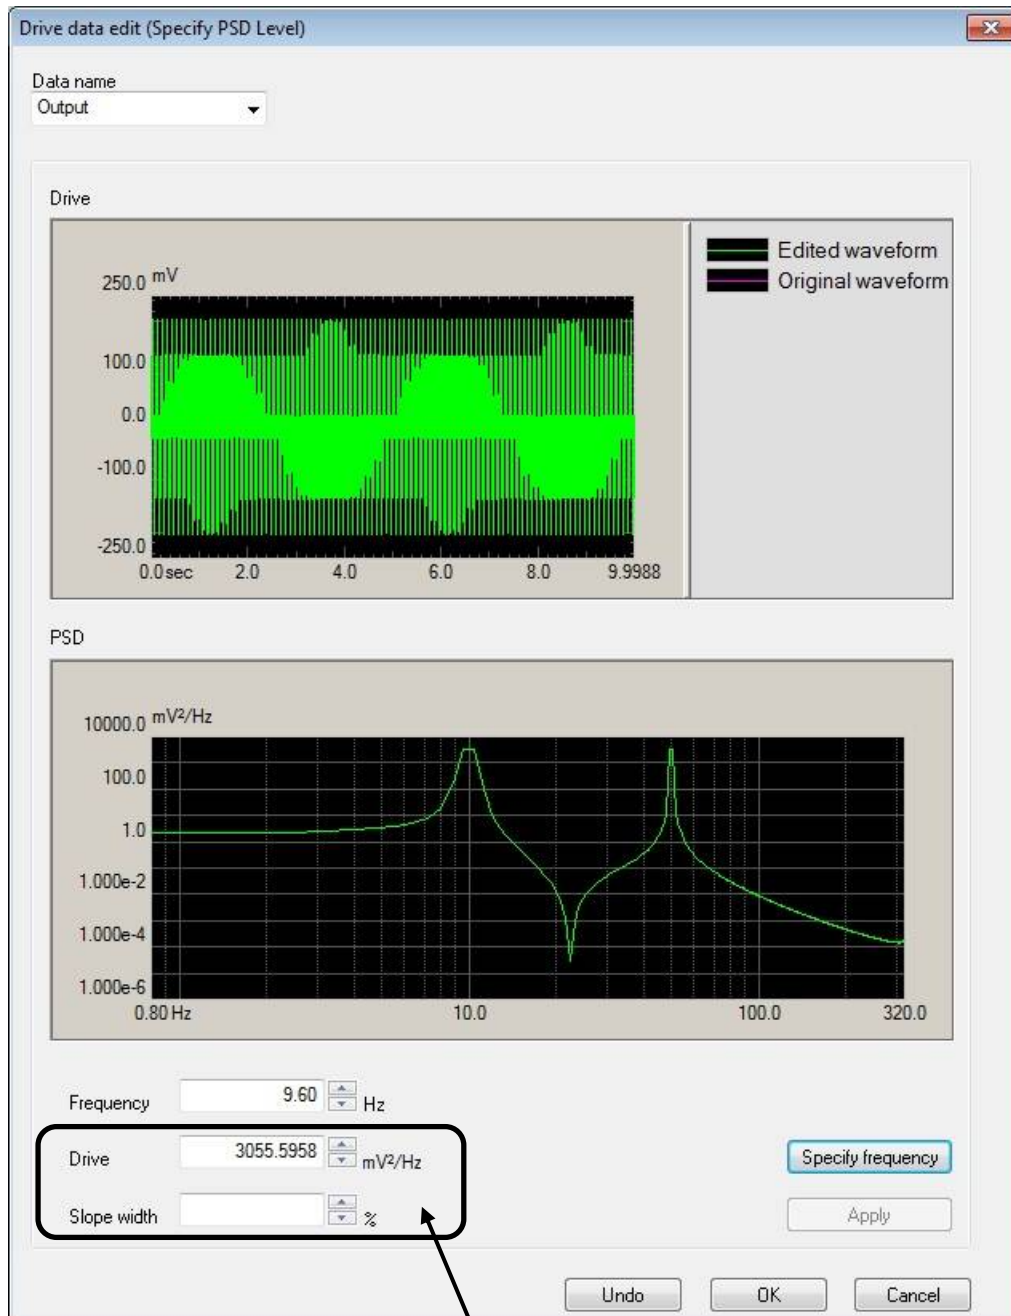 Drive data edit (Specify PSD Level)
Data name
Output
Drive
250.0 mV
100.0
0.0
-100.0
-250.0
0.0 sec 2.0 4.0 6.0 8.0 9.9988
Edited waveform
Original waveform
PSD
10000.0 mV²/Hz
100.0
1.0
1.000e-2
1.000e-4
1.000e-6
0.80 Hz 10.0 100.0 320.0
Frequency 9.60 Hz
Drive 3055.5958 mV²/Hz
Specify frequency
Slope width %
Apply
Undo OK Cancel